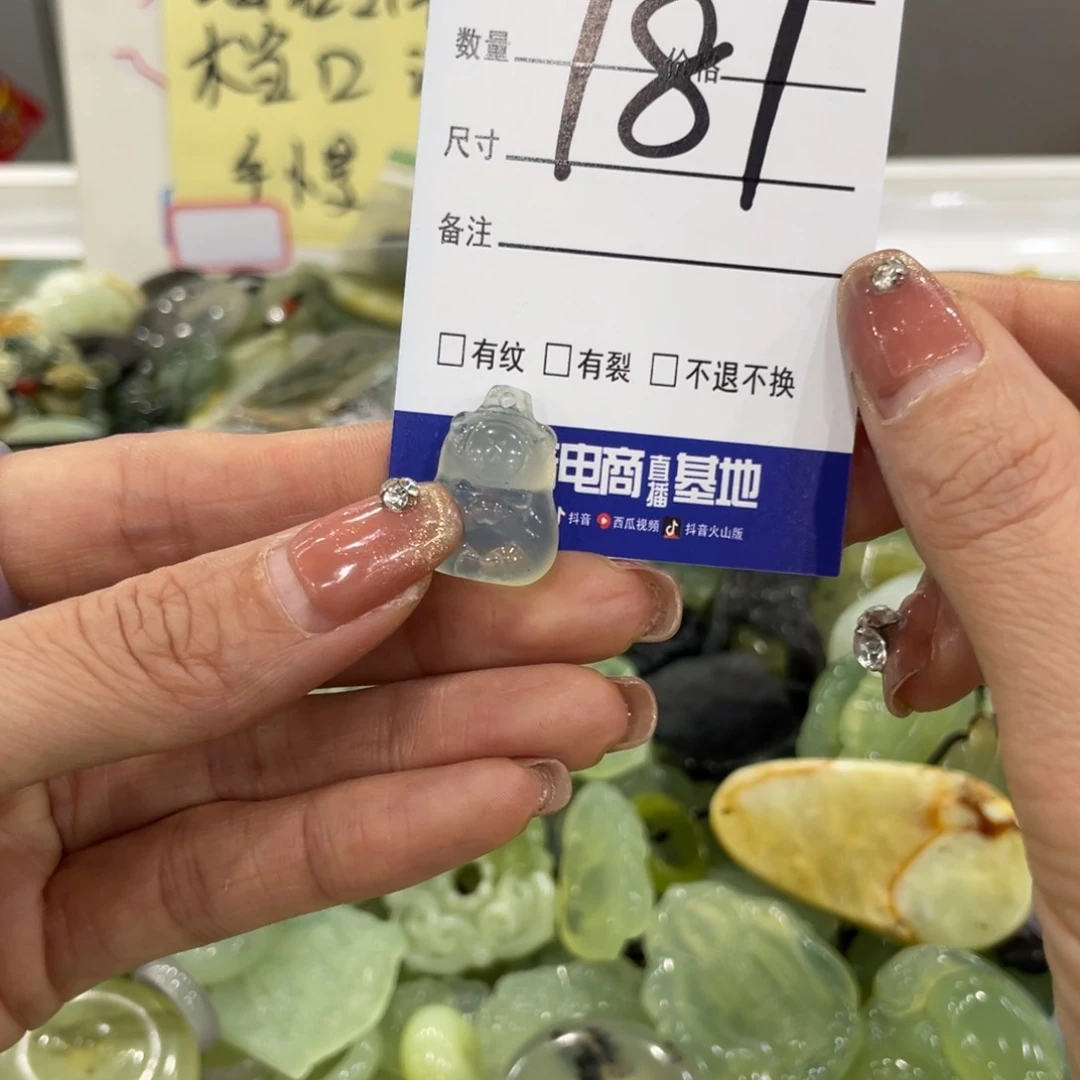 档口
数量 价格
181
尺寸
备注
□有纹 □有裂 □不退不换
电商直播基地
抖音 西瓜视频 抖音火山版